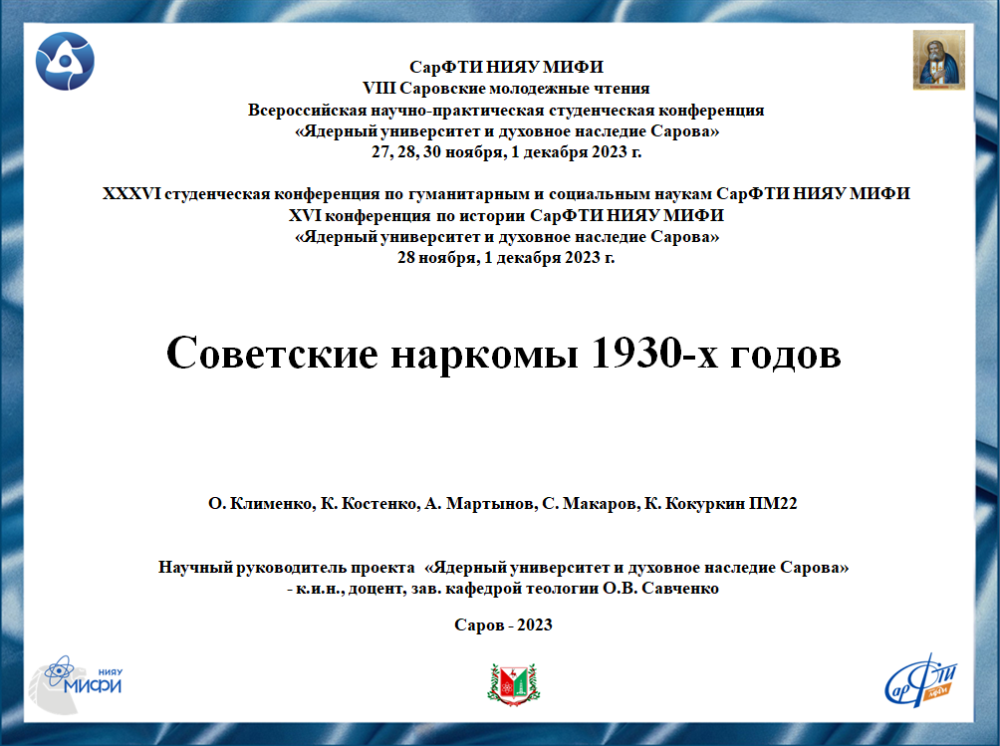 СарФТИ НИЯУ МИФИ
VIII Саровские молодежные чтения
Всероссийская научно-практическая студенческая конференция
«Ядерный университет и духовное наследие Сарова»
27, 28, 30 ноября, 1 декабря 2023 г.
XXXVI студенческая конференция по гуманитарным и социальным наукам СарФТИ НИЯУ МИФИ
XVI конференция по истории СарФТИ НИЯУ МИФИ
«Ядерный университет и духовное наследие Сарова»
28 ноября, 1 декабря 2023 г.
Советские наркомы 1930-х годов
О. Клименко, К. Костенко, А. Мартынов, С. Макаров, К. Кокуркин ПМ22
Научный руководитель проекта «Ядерный университет и духовное наследие Сарова»
- к.и.н., доцент, зав. кафедрой теологии О.В. Савченко
Саров - 2023
НИЯУ
МИФИ
СарФТИ
МИФИ